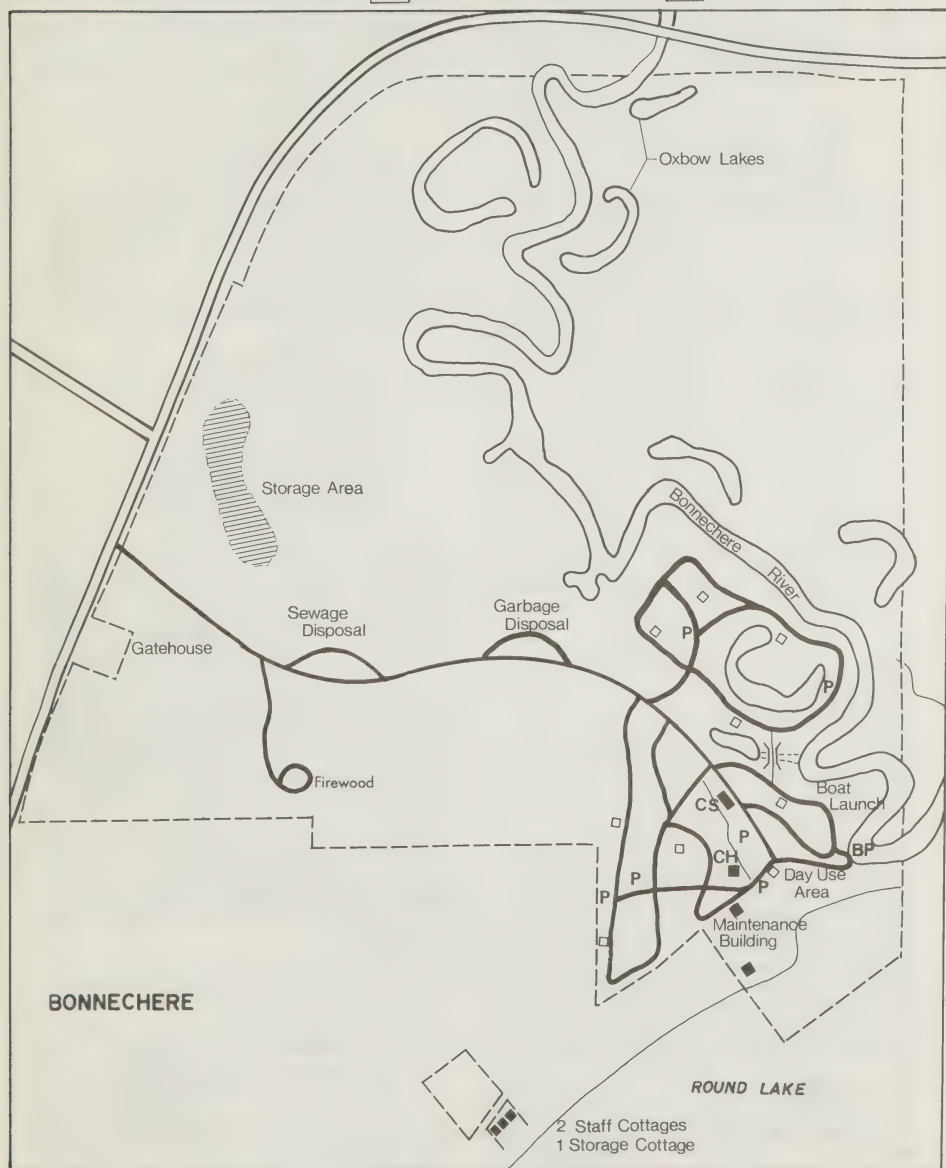 Oxbow Lakes
Storage Area
Bonnechere
River
Sewage
Disposal
Garbage
Disposal
Gatehouse
P
P
Firewood
Boat
Launch
CS
P
BP
CH
Day Use
Area
P
P
P
Maintenance
Building
BONNECHERE
ROUND LAKE
2 Staff Cottages
1 Storage Cottage